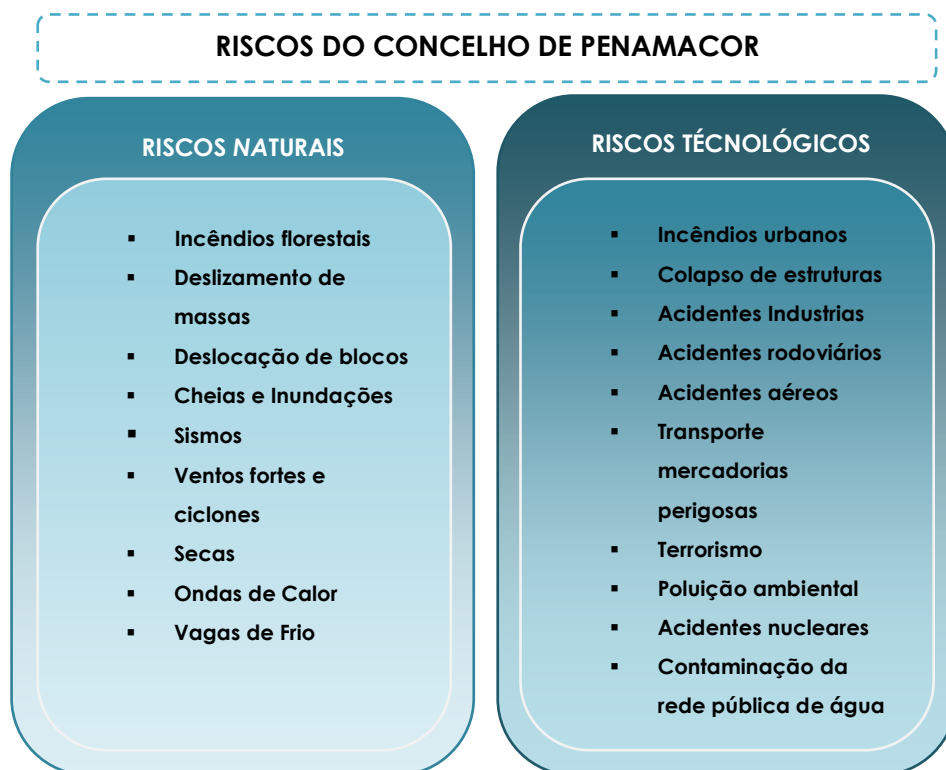 RISCOS DO CONCELHO DE PENAMACOR
RISCOS NATURAIS
▪ Incêndios florestais
▪ Deslizamento de
massas
▪ Deslocação de blocos
▪ Cheias e Inundações
▪ Sismos
▪ Ventos fortes e
ciclones
▪ Secas
▪ Ondas de Calor
▪ Vagas de Frio
RISCOS TÉCNOLÓGICOS
▪ Incêndios urbanos
▪ Colapso de estruturas
▪ Acidentes Industrias
▪ Acidentes rodoviários
▪ Acidentes aéreos
▪ Transporte
mercadorias
perigosas
▪ Terrorismo
▪ Poluição ambiental
▪ Acidentes nucleares
▪ Contaminação da
rede pública de água